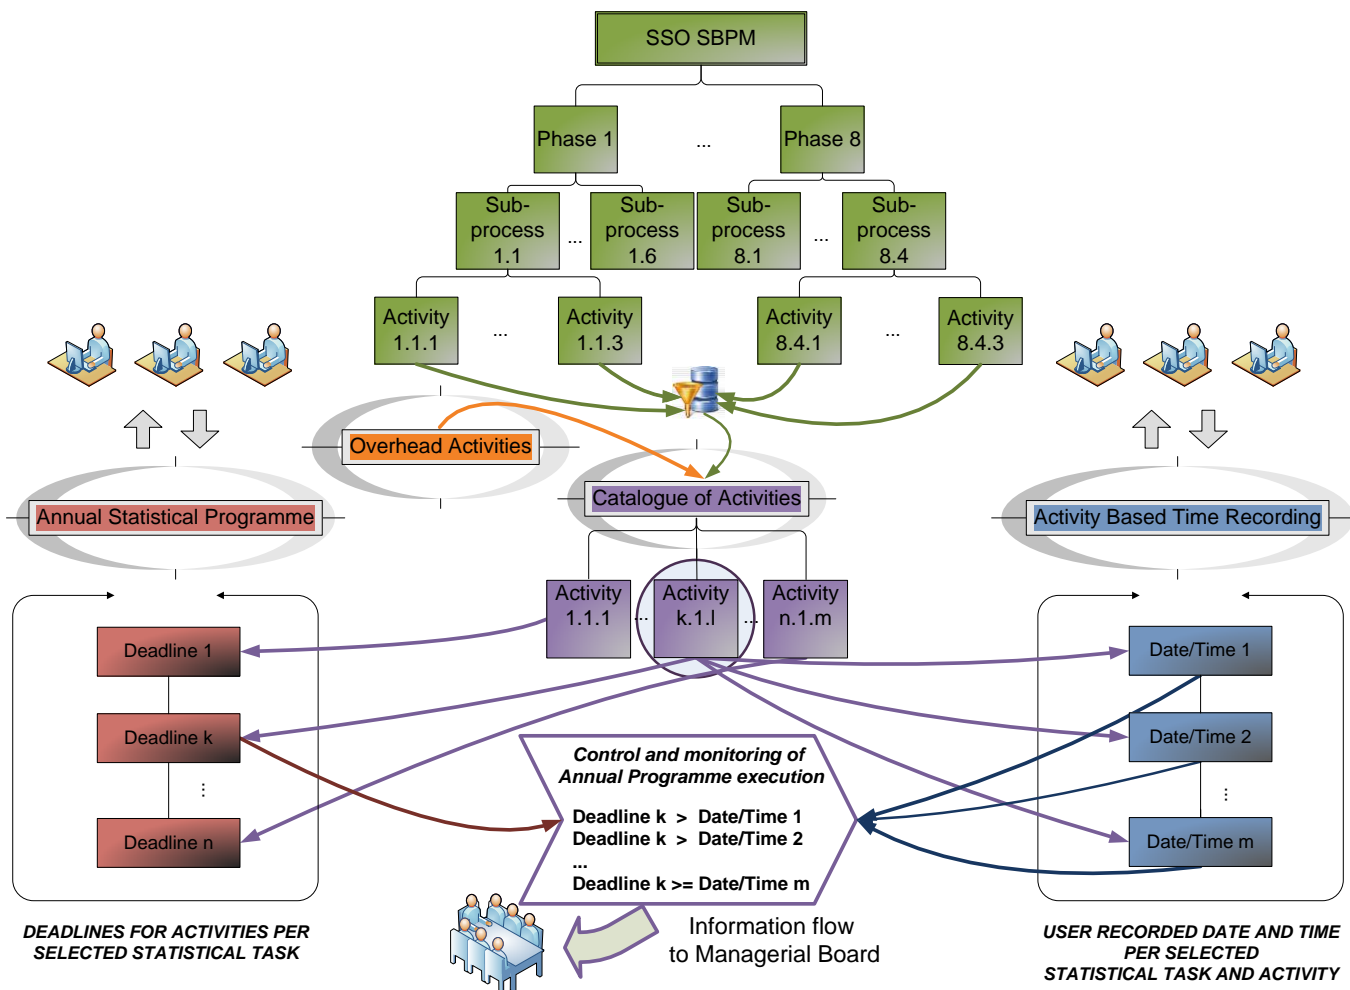 SSO SBPM
Phase 1
...
Phase 8
Sub-
process
1.1
...
Sub-
process
1.6
Sub-
process
8.1
...
Sub-
process
8.4
Activity
1.1.1
...
Activity
1.1.3
Activity
8.4.1
...
Activity
8.4.3
Overhead Activities
Catalogue of Activities
Annual Statistical Programme
Activity Based Time Recording
Activity
1.1.1
...
Activity
k.1.l
...
Activity
n.1.m
Deadline 1
Deadline k
...
Deadline n
Date/Time 1
Date/Time 2
...
Date/Time m
Control and monitoring of
Annual Programme execution
Deadline k > Date/Time 1
Deadline k > Date/Time 2
...
Deadline k >= Date/Time m
Information flow
to Managerial Board
DEADLINES FOR ACTIVITIES PER
SELECTED STATISTICAL TASK
USER RECORDED DATE AND TIME
PER SELECTED
STATISTICAL TASK AND ACTIVITY